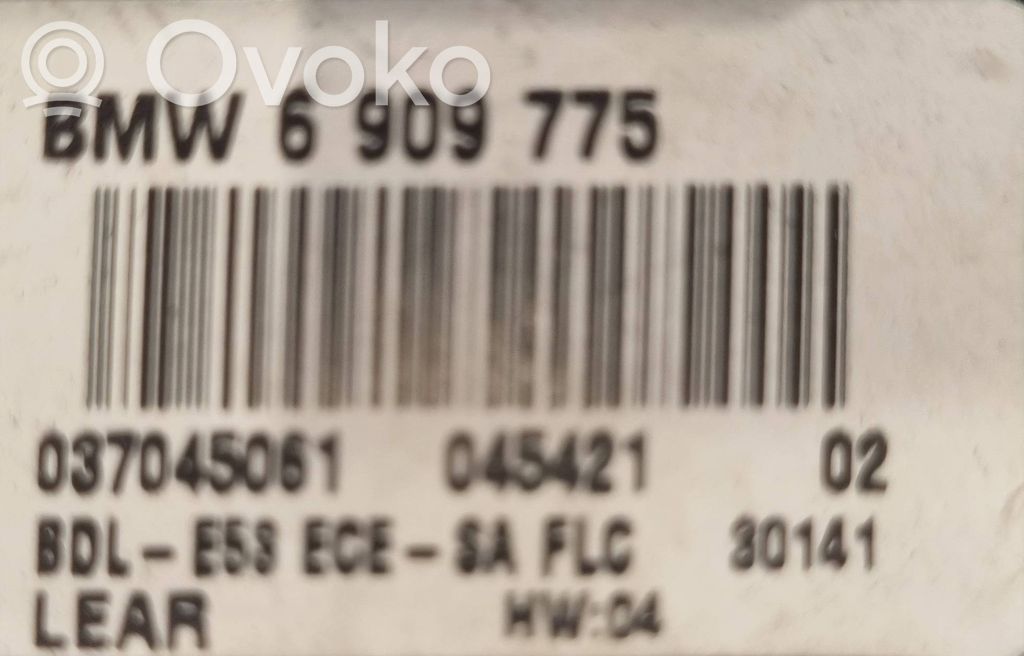 Ovoko
BMW 6 909 775
037045061 045421 02
BDL-E53 ECE-SA FLC 30141
LEAR HW:04